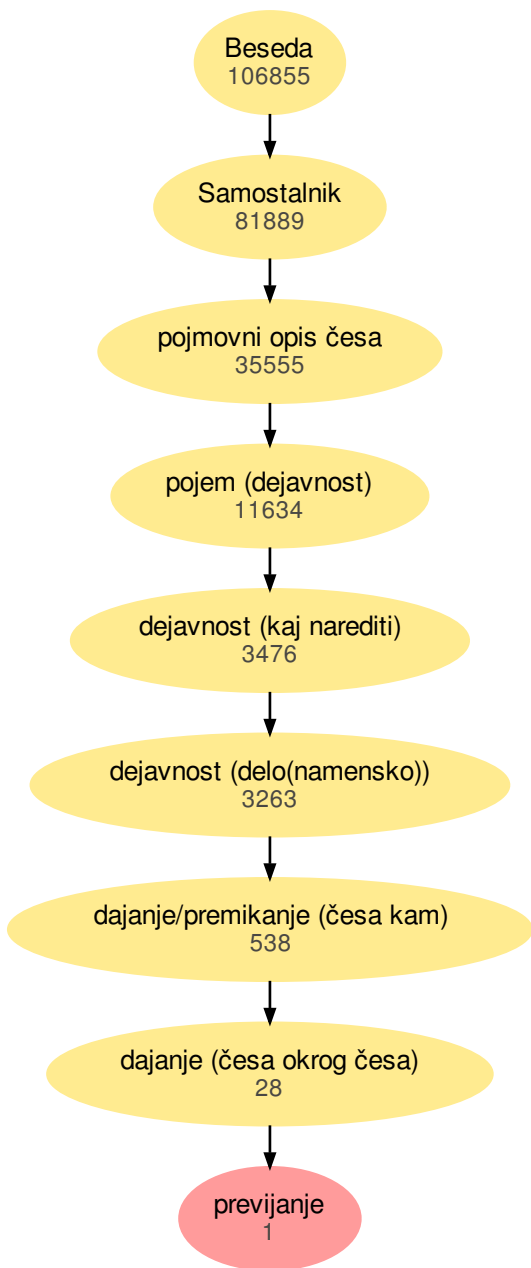 Beseda
106855
Samostalnik
81889
pojmovni opis česa
35555
pojem (dejavnost)
11634
dejavnost (kaj narediti)
3476
dejavnost (delo(namensko))
3263
dajanje/premikanje (česa kam)
538
dajanje (česa okrog česa)
28
previjanje
1